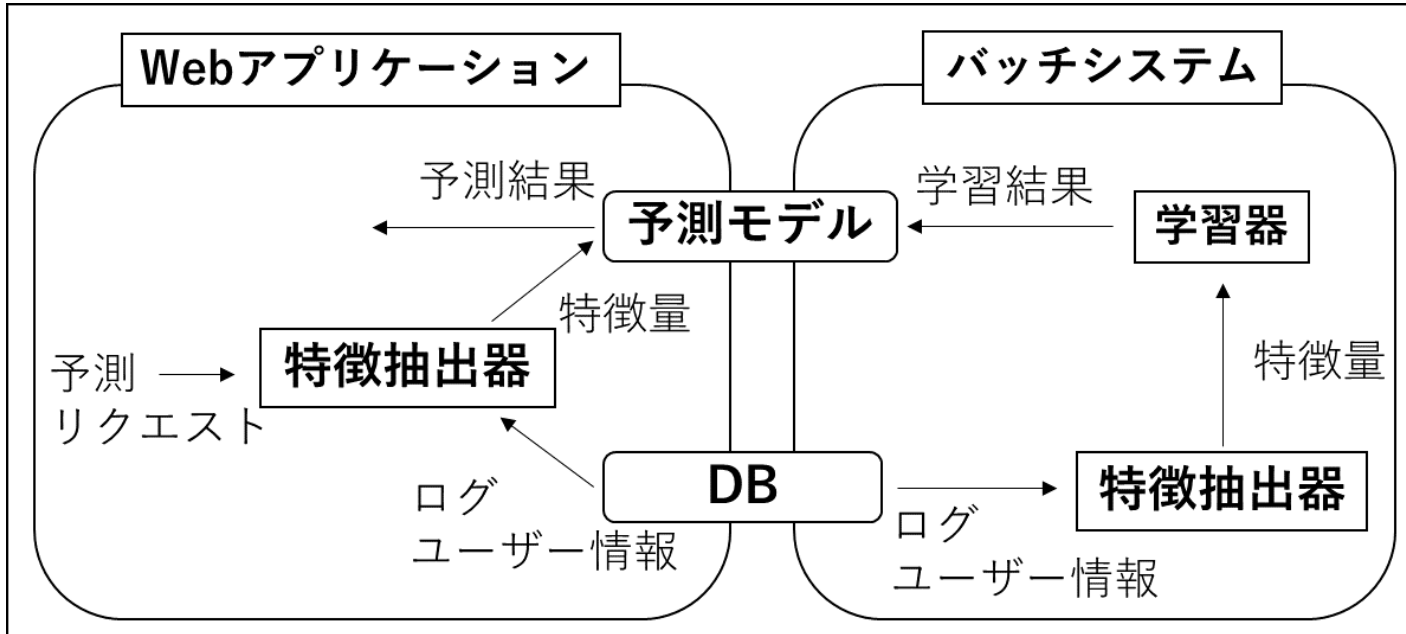 Webアプリケーション
バッチシステム
予測結果
予測モデル
学習結果
学習器
特徴量
特徴抽出器
予測
リクエスト
特徴量
DB
ログ
ユーザー情報
特徴抽出器
ログ
ユーザー情報